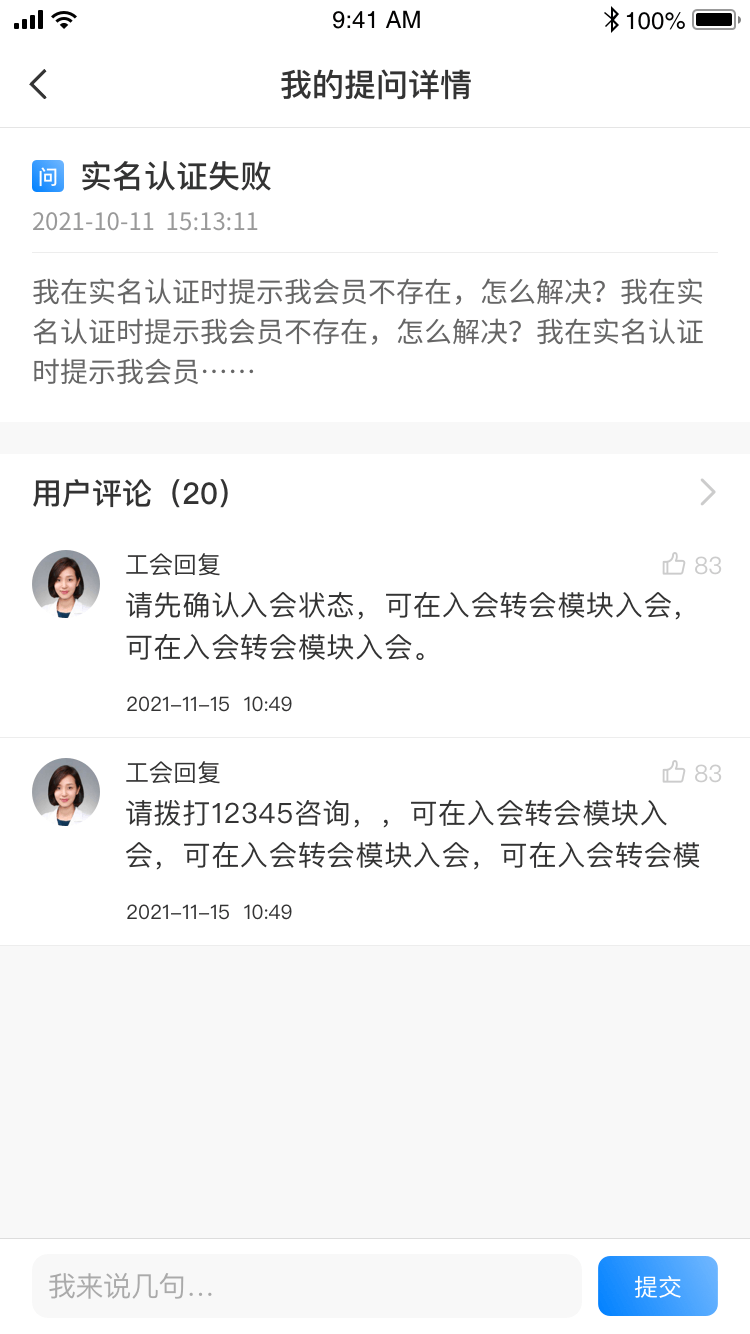 9:41 AM
100%
我的提问详情
问 实名认证失败
2021-10-11 15:13:11
我在实名认证时提示我会员不存在，怎么解决？我在实
名认证时提示我会员不存在，怎么解决？我在实名认证
时提示我会员……
用户评论（20）
工会回复
83
请先确认入会状态，可在入会转会模块入会，
可在入会转会模块入会。
2021-11-15 10:49
工会回复
83
请拨打12345咨询，，可在入会转会模块入
会，可在入会转会模块入会，可在入会转会模
2021-11-15 10:49
我来说几句...
提交